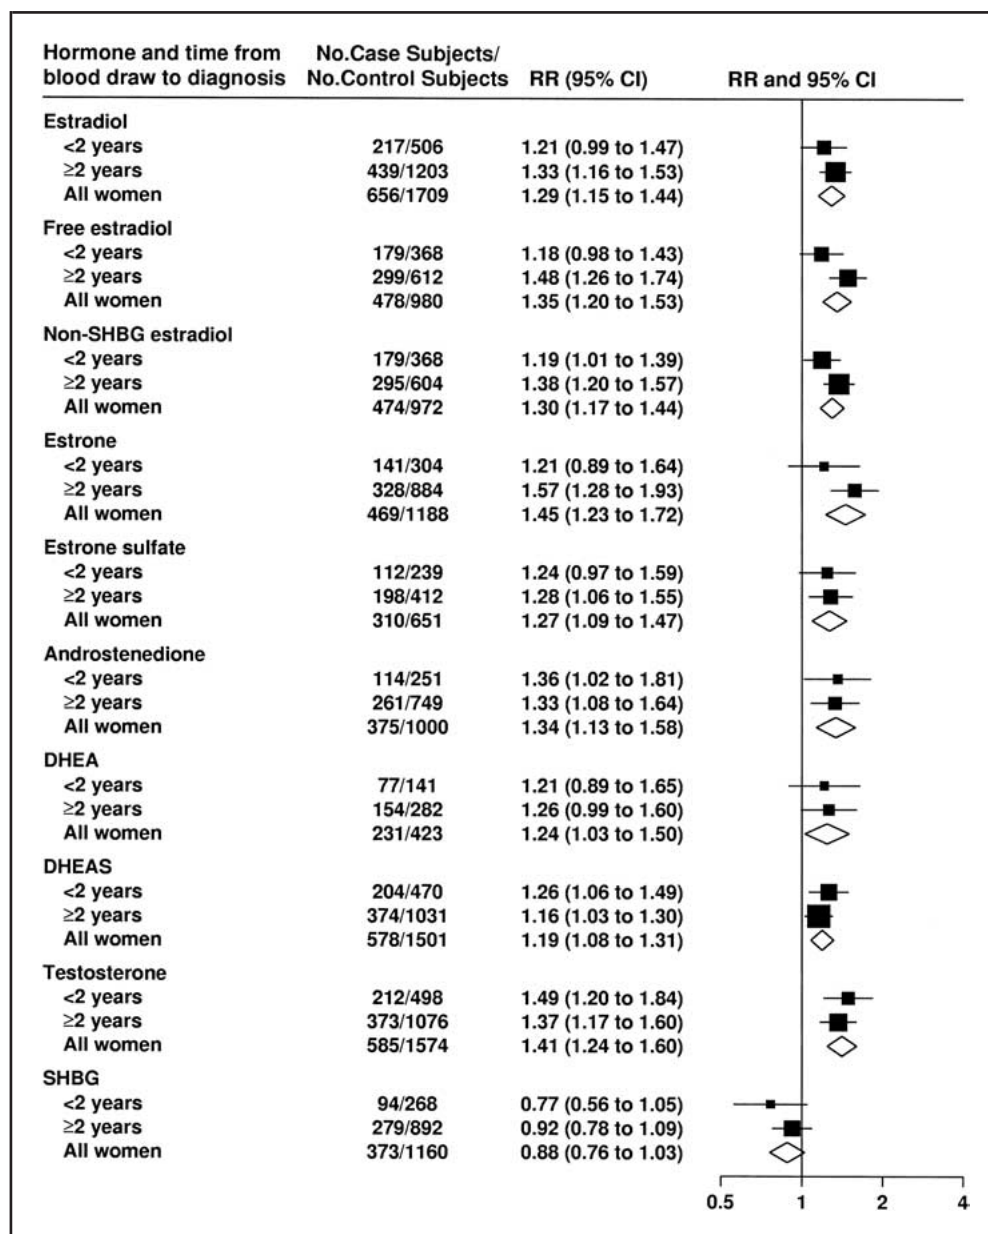 Hormone and time from No.Case Subjects/
blood draw to diagnosis No.Control Subjects RR (95% CI) RR and 95% CI
Estradiol
<2 years 217/506 1.21 (0.99 to 1.47)
≥2 years 439/1203 1.33 (1.16 to 1.53)
All women 656/1709 1.29 (1.15 to 1.44)
Free estradiol
<2 years 179/368 1.18 (0.98 to 1.43)
≥2 years 299/612 1.48 (1.26 to 1.74)
All women 478/980 1.35 (1.20 to 1.53)
Non-SHBG estradiol
<2 years 179/368 1.19 (1.01 to 1.39)
≥2 years 295/604 1.38 (1.20 to 1.57)
All women 474/972 1.30 (1.17 to 1.44)
Estrone
<2 years 141/304 1.21 (0.89 to 1.64)
≥2 years 328/884 1.57 (1.28 to 1.93)
All women 469/1188 1.45 (1.23 to 1.72)
Estrone sulfate
<2 years 112/239 1.24 (0.97 to 1.59)
≥2 years 198/412 1.28 (1.06 to 1.55)
All women 310/651 1.27 (1.09 to 1.47)
Androstenedione
<2 years 114/251 1.36 (1.02 to 1.81)
≥2 years 261/749 1.33 (1.08 to 1.64)
All women 375/1000 1.34 (1.13 to 1.58)
DHEA
<2 years 77/141 1.21 (0.89 to 1.65)
≥2 years 154/282 1.26 (0.99 to 1.60)
All women 231/423 1.24 (1.03 to 1.50)
DHEAS
<2 years 204/470 1.26 (1.06 to 1.49)
≥2 years 374/1031 1.16 (1.03 to 1.30)
All women 578/1501 1.19 (1.08 to 1.31)
Testosterone
<2 years 212/498 1.49 (1.20 to 1.84)
≥2 years 373/1076 1.37 (1.17 to 1.60)
All women 585/1574 1.41 (1.24 to 1.60)
SHBG
<2 years 94/268 0.77 (0.56 to 1.05)
≥2 years 279/892 0.92 (0.78 to 1.09)
All women 373/1160 0.88 (0.76 to 1.03)
0.5 1 2 4